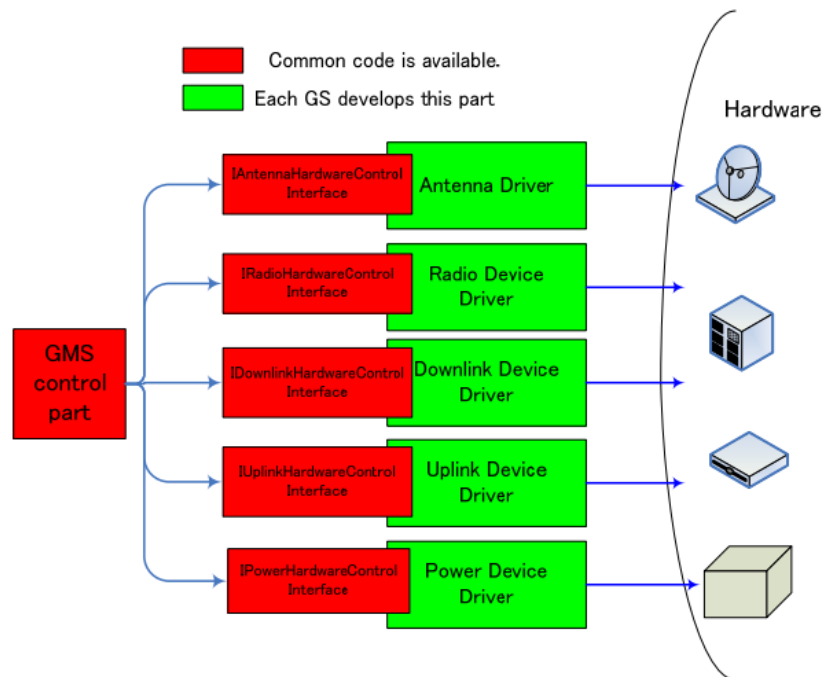 Common code is available.
Each GS develops this part
Hardware
IAntennaHardwareControl
Interface
Antenna Driver
IRadioHardwareControl
Interface
Radio Device
Driver
GMS
control
part
IDownlinkHardwareControl
Interface
Downlink Device
Driver
IUplinkHardwareControl
Interface
Uplink Device
Driver
IPowerHardwareControl
Interface
Power Device
Driver